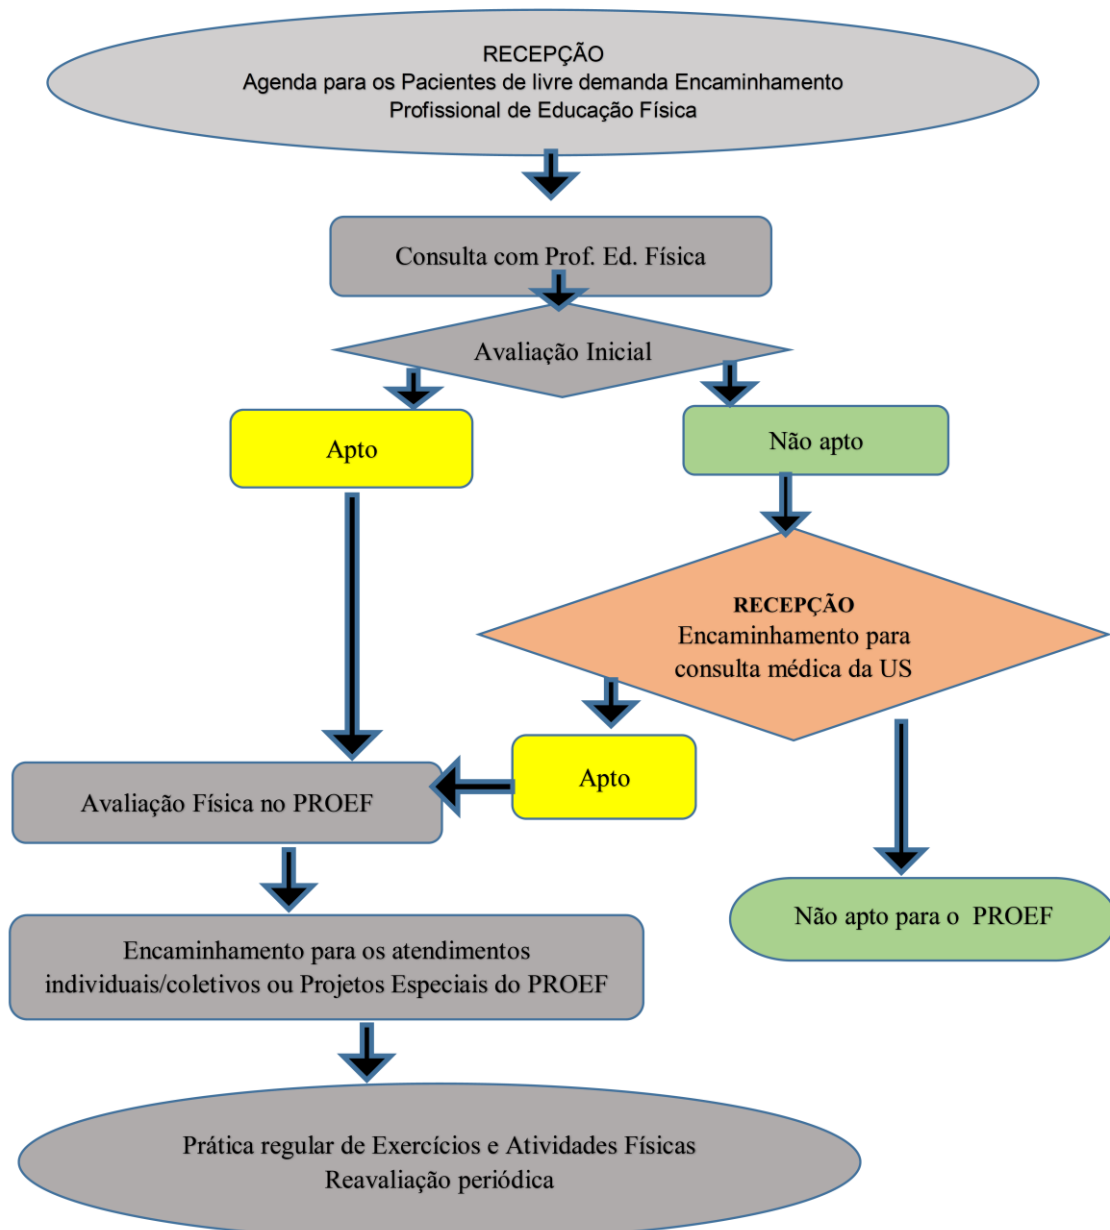 RECEPÇÃO
Agenda para os Pacientes de livre demanda Encaminhamento
Profissional de Educação Física
Consulta com Prof. Ed. Física
Avaliação Inicial
Apto
Não apto
RECEPÇÃO
Encaminhamento para
consulta médica da US
Apto
Avaliação Física no PROEF
Não apto para o PROEF
Encaminhamento para os atendimentos
individuais/coletivos ou Projetos Especiais do PROEF
Prática regular de Exercícios e Atividades Físicas
Reavaliação periódica